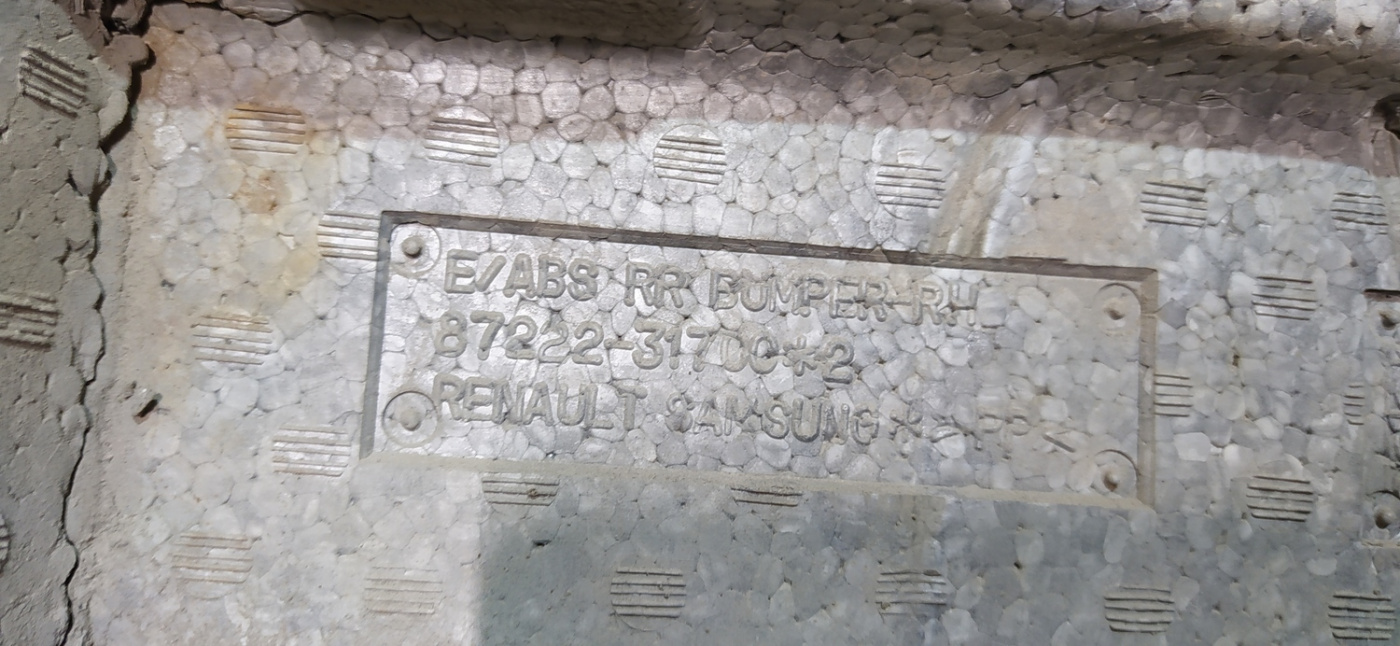 E/ABS RR BUMPER-RH
87222-31700*2
RENAULT SAMSUNG